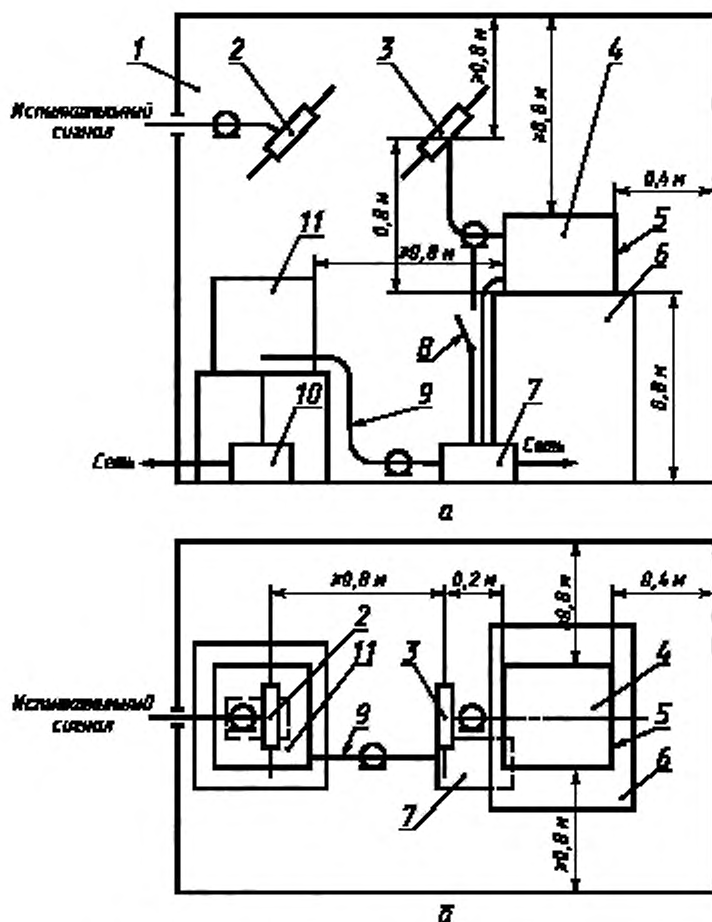 1
2
3
4
≥0,8 м
≥0,8 м
Испытательный
сигнал
0,4 м
0,8 м
5
11
≥0,8 м
6
8
0,8 м
10
9
7
Сеть
Сеть
а
≥0,8 м
0,2 м
≥0,8 м
0,4 м
2
11
3
4
Испытательный
сигнал
9
5
6
7
≥0,8 м
б